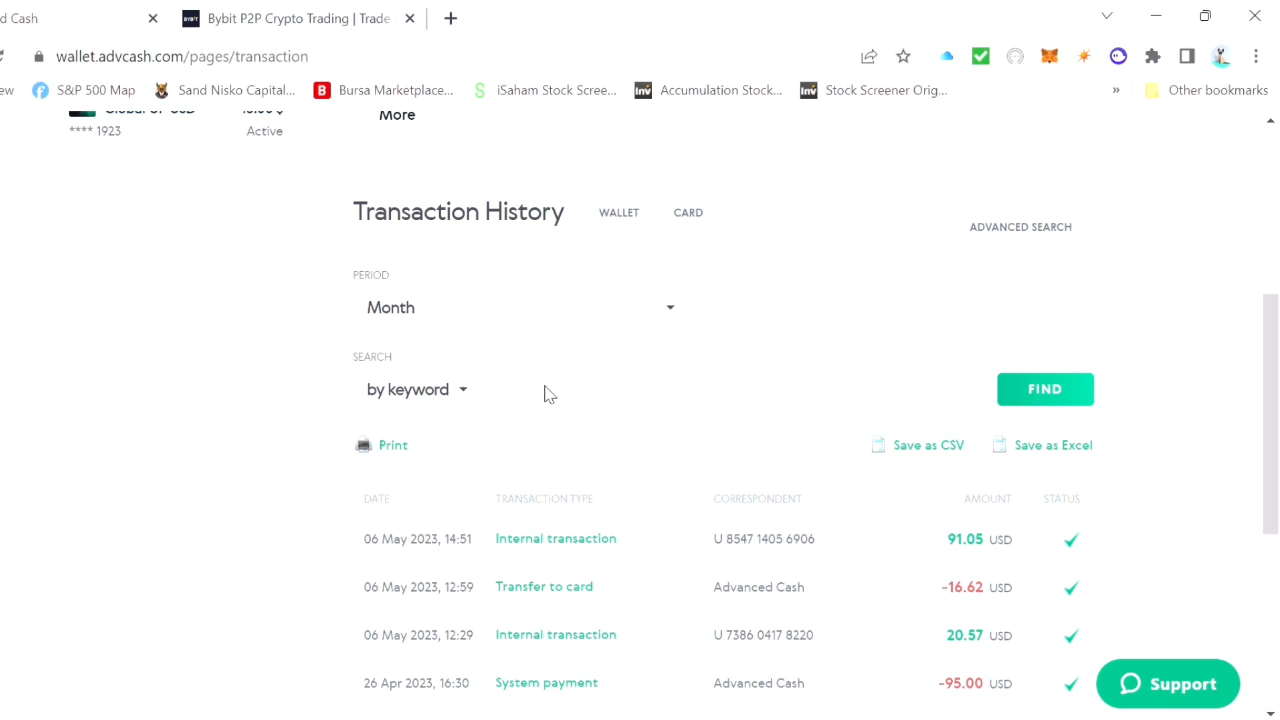 d Cash
BYBIT Bybit P2P Crypto Trading | Trade
wallet.advcash.com/pages/transaction
ew S&P 500 Map Sand Nisko Capital... B Bursa Marketplace... S iSaham Stock Scree... Inv Accumulation Stock... Inv Stock Screener Orig... » Other bookmarks
**** 1923 Active More
Transaction History WALLET CARD
ADVANCED SEARCH
PERIOD
Month
SEARCH
by keyword FIND
Print Save as CSV Save as Excel
DATE TRANSACTION TYPE CORRESPONDENT AMOUNT STATUS
06 May 2023, 14:51 Internal transaction U 8547 1405 6906 91.05 USD
06 May 2023, 12:59 Transfer to card Advanced Cash -16.62 USD
06 May 2023, 12:29 Internal transaction U 7386 0417 8220 20.57 USD
26 Apr 2023, 16:30 System payment Advanced Cash -95.00 USD
Support